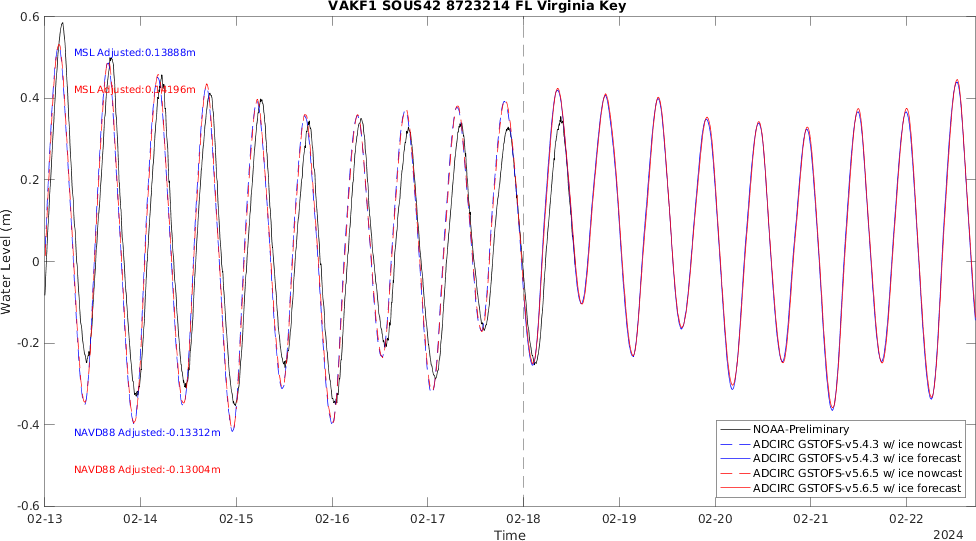 VAKF1 SOUS42 8723214 FL Virginia Key
0.6
0.4
0.2
0
-0.2
-0.4
-0.6
Water Level (m)
MSL Adjusted:0.13888m
MSL Adjusted:0.14196m
NAVD88 Adjusted:-0.13312m
NAVD88 Adjusted:-0.13004m
NOAA-Preliminary
ADCIRC GSTOFS-v5.4.3 w/ ice nowcast
ADCIRC GSTOFS-v5.4.3 w/ ice forecast
ADCIRC GSTOFS-v5.6.5 w/ ice nowcast
ADCIRC GSTOFS-v5.6.5 w/ ice forecast
02-13 02-14 02-15 02-16 02-17 02-18 02-19 02-20 02-21 02-22
Time
2024